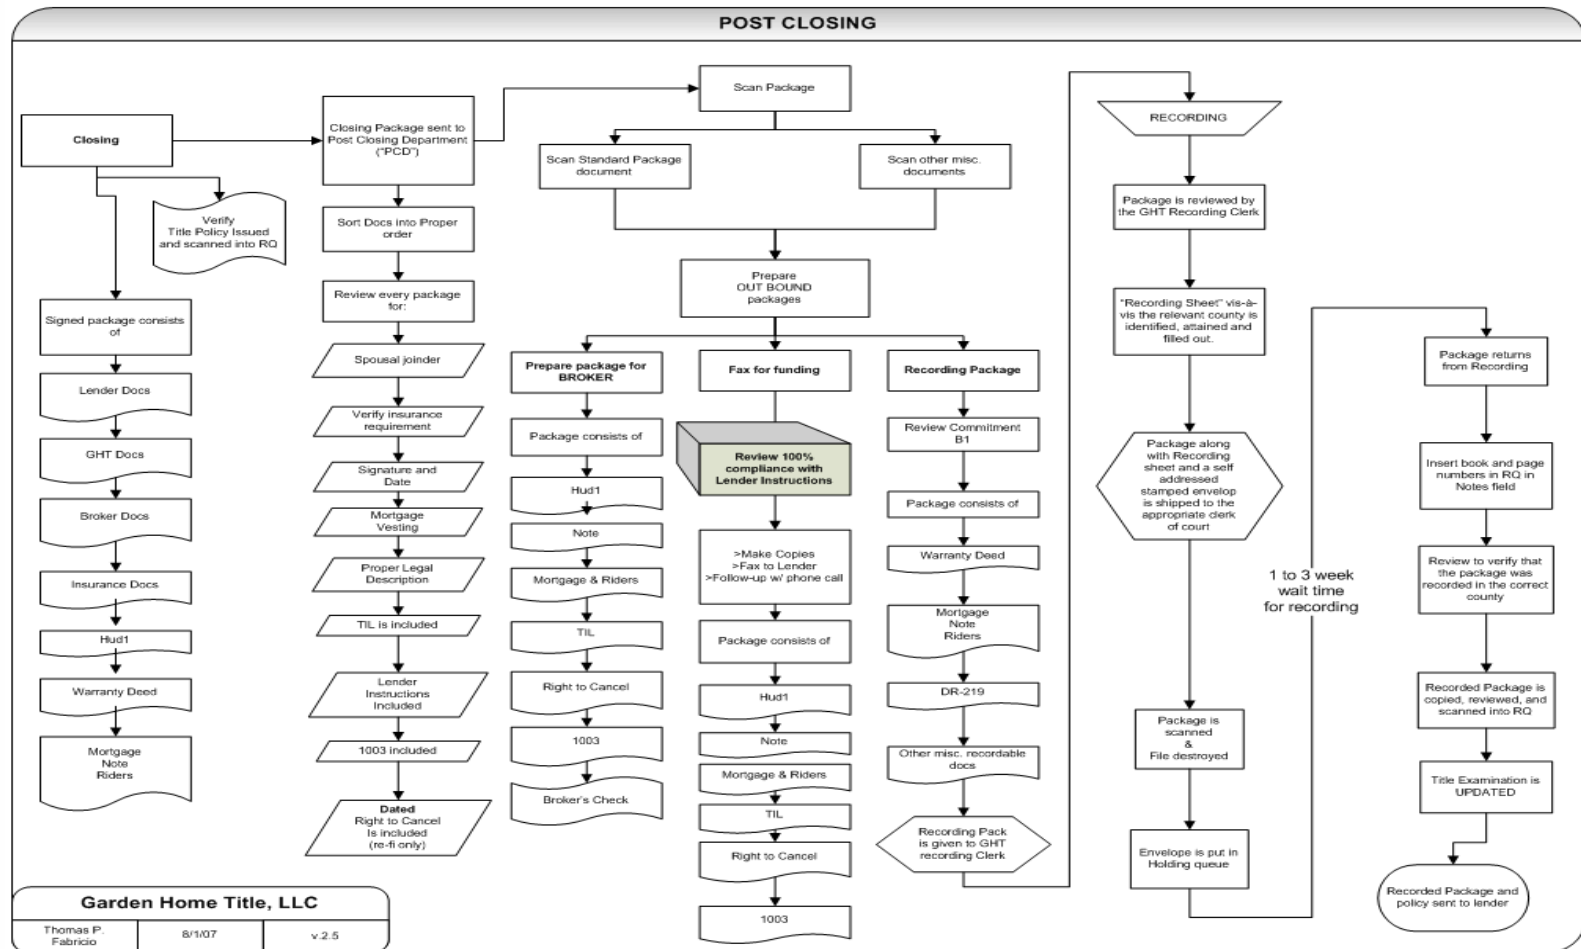 POST CLOSING
Closing
Verify
Title Policy Issued
and scanned into RQ
Signed package consists
of
Lender Docs
GHT Docs
Broker Docs
Insurance Docs
Hud1
Warranty Deed
Mortgage
Note
Riders
Closing Package sent to
Post Closing Department
("PCD")
Sort Docs into Proper
order
Review every package
for:
Spousal joinder
Verify insurance
requirement
Signature and
Date
Mortgage
Vesting
Proper Legal
Description
TIL is included
Lender
Instructions
Included
1003 included
Dated
Right to Cancel
Is included
(re-fi only)
Scan Package
Scan Standard Package
document
Scan other misc.
documents
Prepare
OUT BOUND
packages
Prepare package for
BROKER
Package consists of
Hud1
Note
Mortgage & Riders
TIL
Right to Cancel
1003
Broker's Check
Fax for funding
Review 100%
compliance with
Lender Instructions
>Make Copies
>Fax to Lender
>Follow-up w/ phone call
Package consists of
Hud1
Note
Mortgage & Riders
TIL
Right to Cancel
1003
Recording Package
Review Commitment
B1
Package consists of
Warranty Deed
Mortgage
Note
Riders
DR-219
Other misc. recordable
docs
Recording Pack
is given to GHT
recording Clerk
RECORDING
Package is reviewed by
the GHT Recording Clerk
"Recording Sheet" vis-à-
vis the relevant county is
identified, attained and
filled out.
Package along
with Recording
sheet and a self
addressed
stamped envelop
is shipped to the
appropriate clerk
of court
Package is
scanned
&
File destroyed
Envelope is put in
Holding queue
1 to 3 week
wait time
for recording
Package returns
from Recording
Insert book and page
numbers in RQ in
Notes field
Review to verify that
the package was
recorded in the correct
county
Recorded Package is
copied, reviewed, and
scanned into RQ
Title Examination is
UPDATED
Recorded Package and
policy sent to lender
Garden Home Title, LLC
Thomas P.
Fabricio
8/1/07
v.2.5